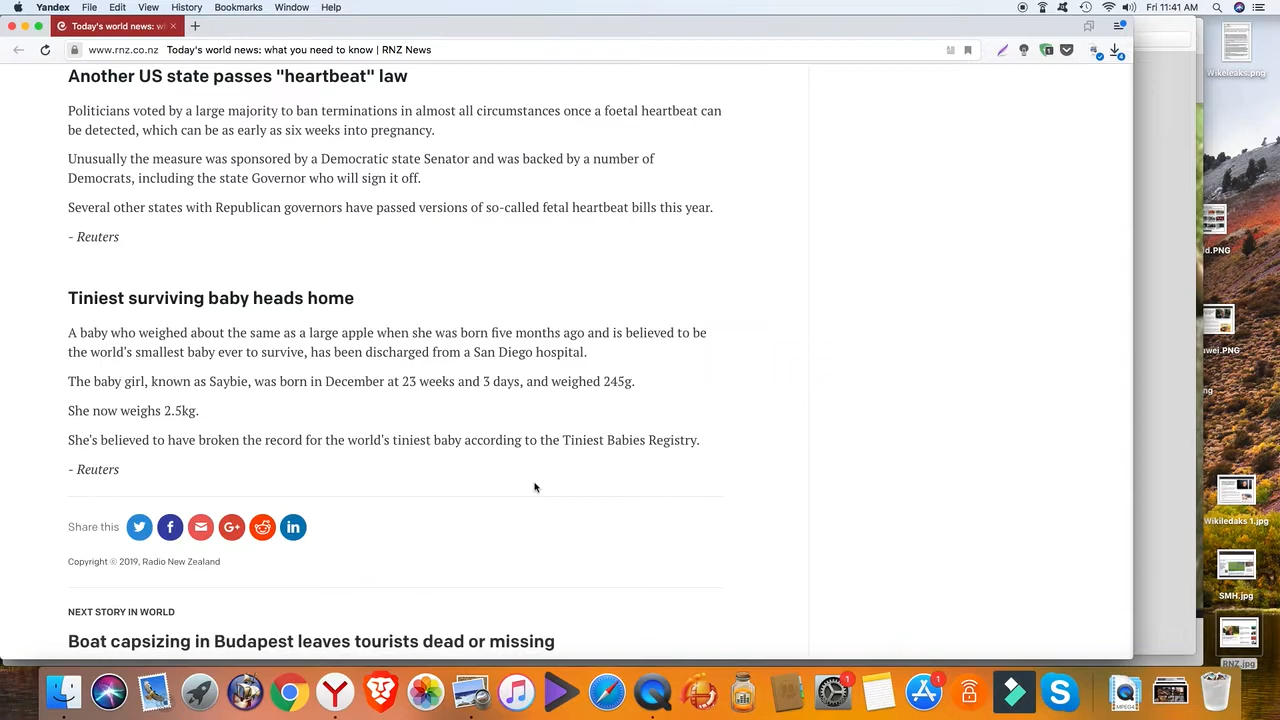 Yandex File Edit View History Bookmarks Window Help
Fri 11:41 AM
Today's world news: wh
www.rnz.co.nz Today's world news: what you need to know | RNZ News
Another US state passes "heartbeat" law
Politicians voted by a large majority to ban terminations in almost all circumstances once a foetal heartbeat can
be detected, which can be as early as six weeks into pregnancy.
Unusually the measure was sponsored by a Democratic state Senator and was backed by a number of
Democrats, including the state Governor who will sign it off.
Several other states with Republican governors have passed versions of so-called fetal heartbeat bills this year.
- Reuters
Tiniest surviving baby heads home
A baby who weighed about the same as a large apple when she was born five months ago and is believed to be
the world's smallest baby ever to survive, has been discharged from a San Diego hospital.
The baby girl, known as Saybie, was born in December at 23 weeks and 3 days, and weighed 245g.
She now weighs 2.5kg.
She's believed to have broken the record for the world's tiniest baby according to the Tiniest Babies Registry.
- Reuters
Share this
Copyright © 2019, Radio New Zealand
NEXT STORY IN WORLD
Boat capsizing in Budapest leaves tourists dead or missing
Wikeleaks.png
d.PNG
uwei.PNG
ng
Wikiledaks 1.jpg
SMH.jpg
RNZ.jpg
MPEG4